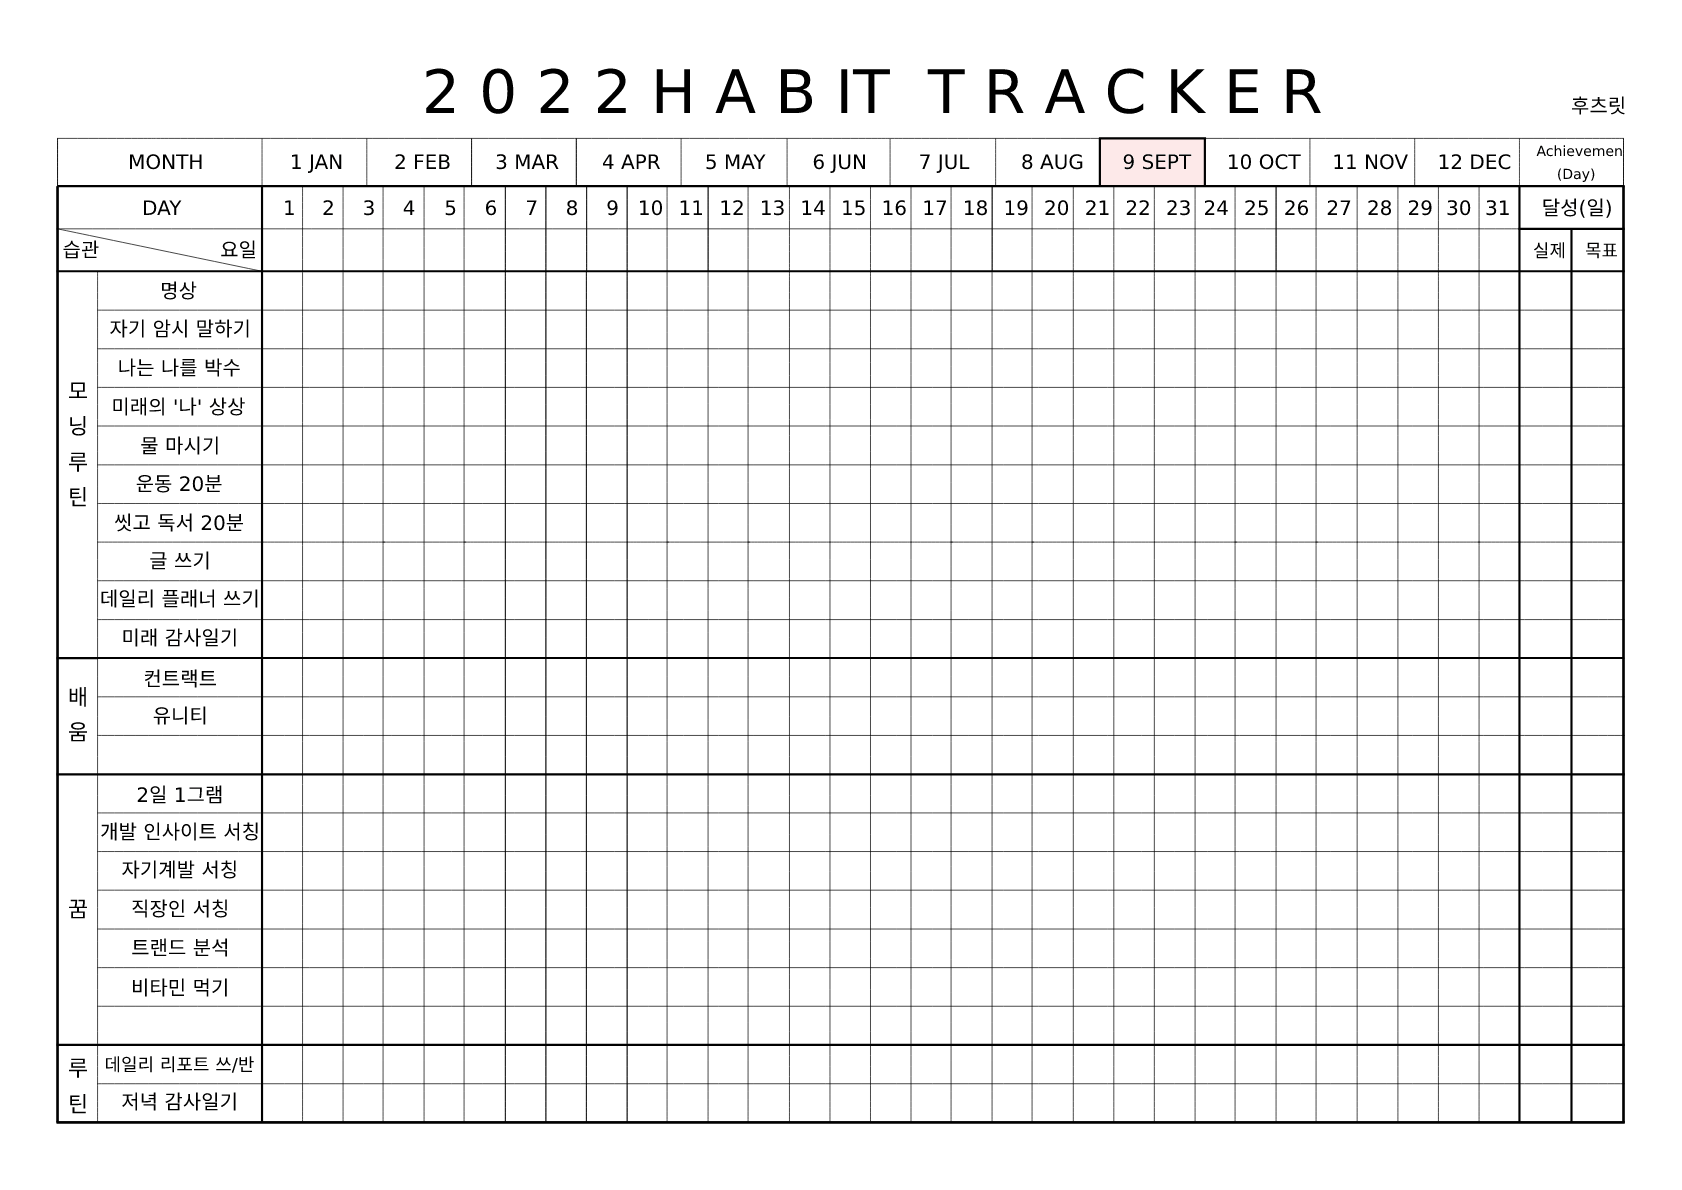 2022HABIT TRACKER
후츠릿
MONTH 1 JAN 2 FEB 3 MAR 4 APR 5 MAY 6 JUN 7 JUL 8 AUG 9 SEPT 10 OCT 11 NOV 12 DEC Achievemen
(Day)
DAY 1 2 3 4 5 6 7 8 9 10 11 12 13 14 15 16 17 18 19 20 21 22 23 24 25 26 27 28 29 30 31 달성(일)
습관 요일 실제 목표
모닝루틴
명상
자기 암시 말하기
나는 나를 박수
미래의 '나' 상상
물 마시기
운동 20분
씻고 독서 20분
글 쓰기
데일리 플래너 쓰기
미래 감사일기
배움
컨트랙트
유니티
꿈
2일 1그램
개발 인사이트 서칭
자기계발 서칭
직장인 서칭
트랜드 분석
비타민 먹기
루틴
데일리 리포트 쓰/반
저녁 감사일기